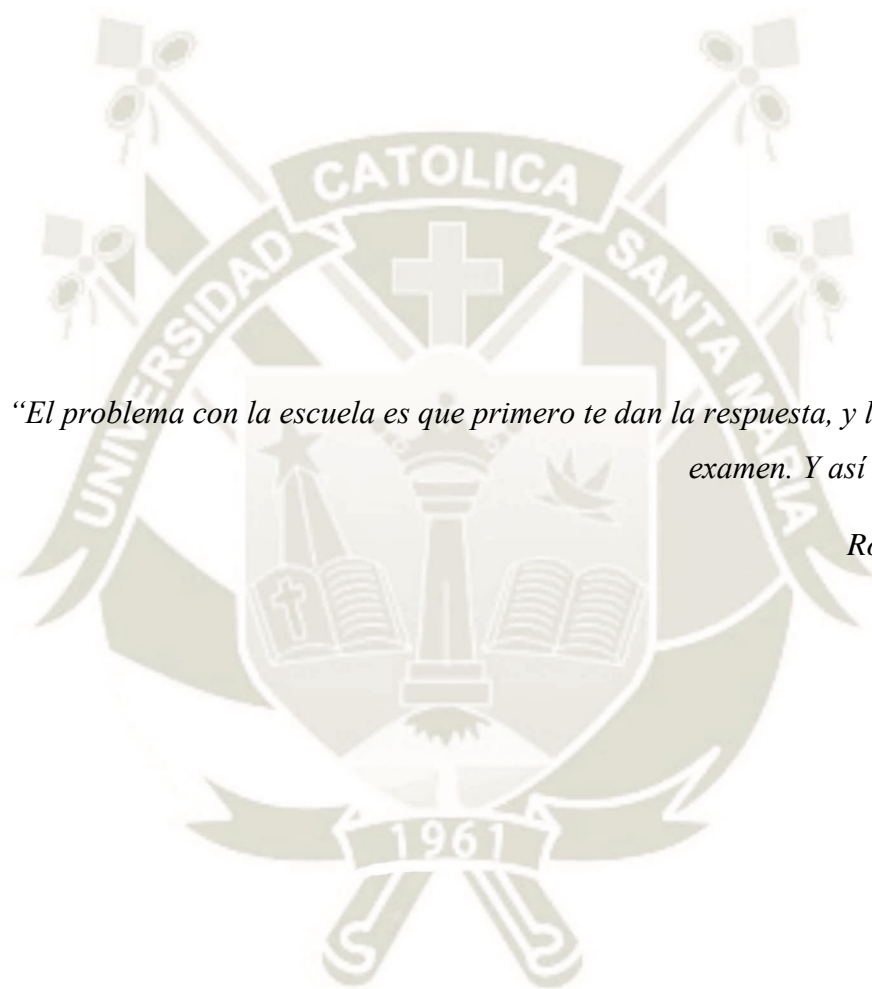 UNIVERSIDAD CATOLICA SANTA MARIA
“El problema con la escuela es que primero te dan la respuesta, y
examen. Y así
1961